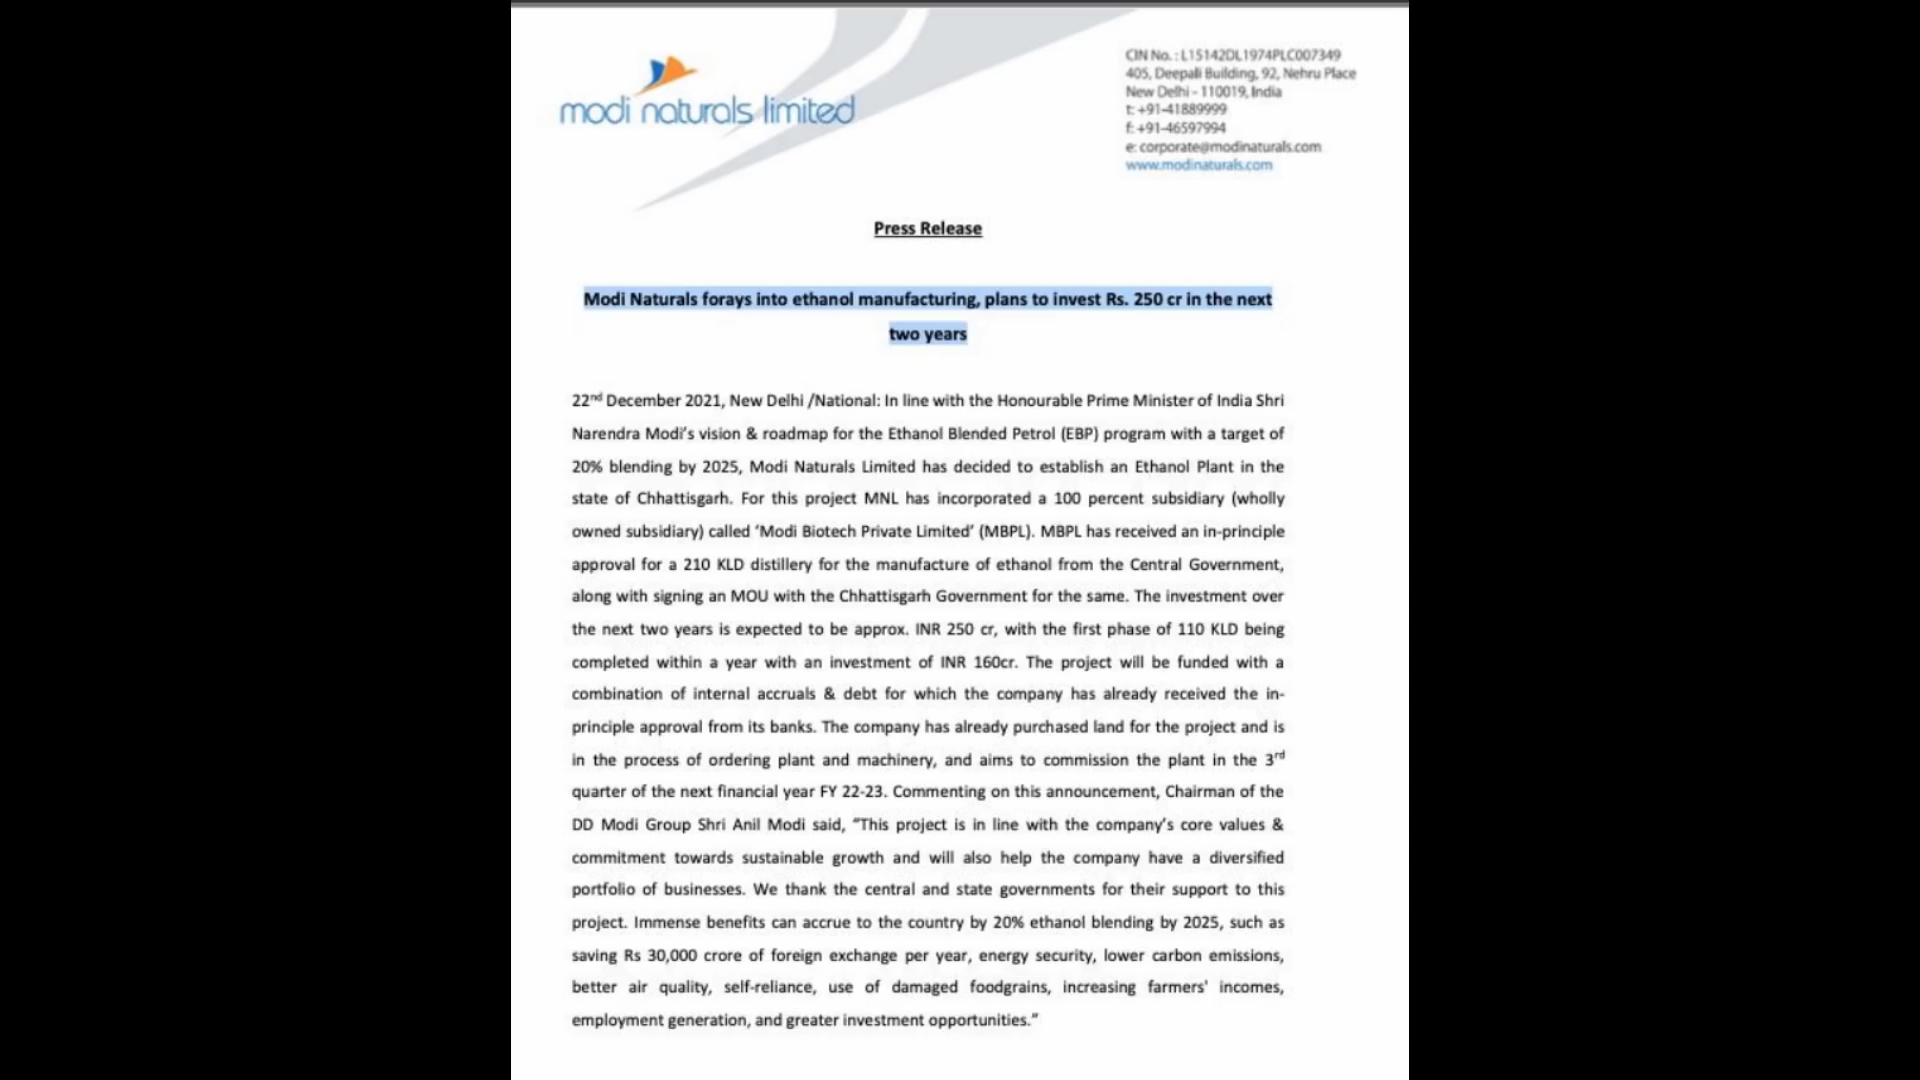 modi naturals limited
CIN No. : L15142DL1974PLC007349
405, Deepali Building, 92, Nehru Place
New Delhi - 110019, India
t: +91-41889999
f: +91-46597994
e: corporate@modinaturals.com
www.modinaturals.com
Press Release
Modi Naturals forays into ethanol manufacturing, plans to invest Rs. 250 cr in the next
two years
22nd December 2021, New Delhi /National: In line with the Honourable Prime Minister of India Shri
Narendra Modi's vision & roadmap for the Ethanol Blended Petrol (EBP) program with a target of
20% blending by 2025, Modi Naturals Limited has decided to establish an Ethanol Plant in the
state of Chhattisgarh. For this project MNL has incorporated a 100 percent subsidiary (wholly
owned subsidiary) called 'Modi Biotech Private Limited' (MBPL). MBPL has received an in-principle
approval for a 210 KLD distillery for the manufacture of ethanol from the Central Government,
along with signing an MOU with the Chhattisgarh Government for the same. The investment over
the next two years is expected to be approx. INR 250 cr, with the first phase of 110 KLD being
completed within a year with an investment of INR 160cr. The project will be funded with a
combination of internal accruals & debt for which the company has already received the in-
principle approval from its banks. The company has already purchased land for the project and is
in the process of ordering plant and machinery, and aims to commission the plant in the 3rd
quarter of the next financial year FY 22-23. Commenting on this announcement, Chairman of the
DD Modi Group Shri Anil Modi said, "This project is in line with the company's core values &
commitment towards sustainable growth and will also help the company have a diversified
portfolio of businesses. We thank the central and state governments for their support to this
project. Immense benefits can accrue to the country by 20% ethanol blending by 2025, such as
saving Rs 30,000 crore of foreign exchange per year, energy security, lower carbon emissions,
better air quality, self-reliance, use of damaged foodgrains, increasing farmers' incomes,
employment generation, and greater investment opportunities."